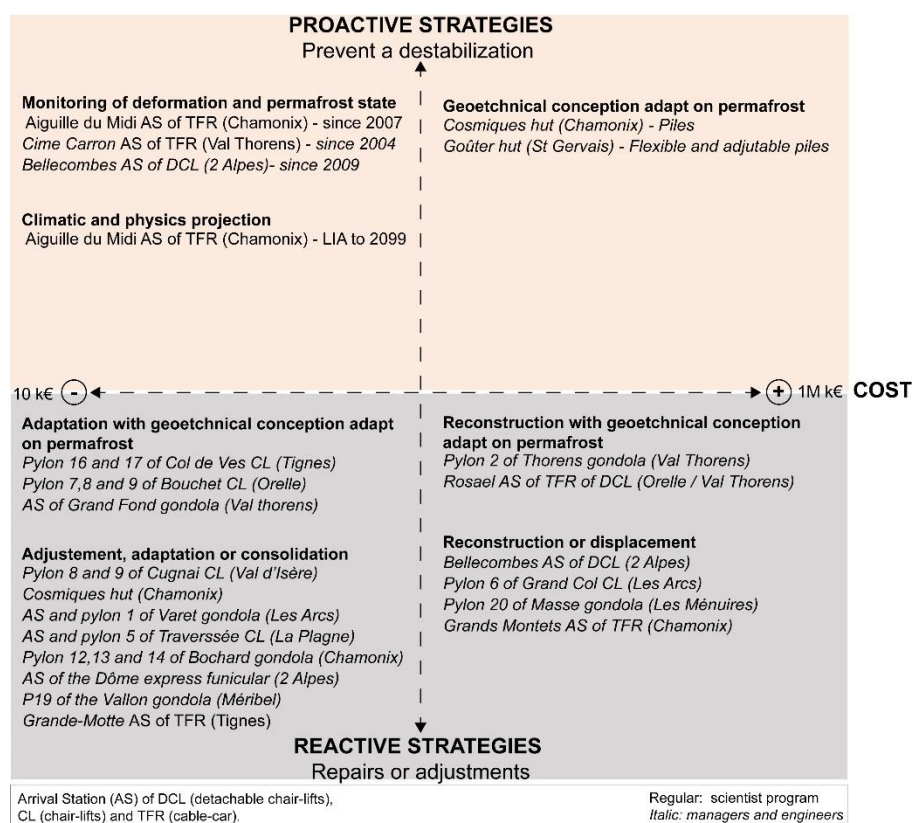 PROACTIVE STRATEGIES
Prevent a destabilization
Monitoring of deformation and permafrost state
Aiguille du Midi AS of TFR (Chamonix) - since 2007
Cime Carron AS of TFR (Val Thorens) - since 2004
Bellecombes AS of DCL (2 Alpes)- since 2009
Climatic and physics projection
Aiguille du Midi AS of TFR (Chamonix) - LIA to 2099
Geoetchnical conception adapt on permafrost
Cosmiques hut (Chamonix) - Piles
Goûter hut (St Gervais) - Flexible and adjutable piles
10 k€ - + 1M k€ COST
Adaptation with geoetchnical conception adapt
on permafrost
Pylon 16 and 17 of Col de Ves CL (Tignes)
Pylon 7,8 and 9 of Bouchet CL (Orelle)
AS of Grand Fond gondola (Val thorens)
Adjustement, adaptation or consolidation
Pylon 8 and 9 of Cugnai CL (Val d'Isère)
Cosmiques hut (Chamonix)
AS and pylon 1 of Varet gondola (Les Arcs)
AS and pylon 5 of Traverssée CL (La Plagne)
Pylon 12,13 and 14 of Bochard gondola (Chamonix)
AS of the Dôme express funicular (2 Alpes)
P19 of the Vallon gondola (Méribel)
Grande-Motte AS of TFR (Tignes)
Reconstruction with geoetchnical conception
adapt on permafrost
Pylon 2 of Thorens gondola (Val Thorens)
Rosael AS of TFR of DCL (Orelle / Val Thorens)
Reconstruction or displacement
Bellecombes AS of DCL (2 Alpes)
Pylon 6 of Grand Col CL (Les Arcs)
Pylon 20 of Masse gondola (Les Ménuires)
Grands Montets AS of TFR (Chamonix)
REACTIVE STRATEGIES
Repairs or adjustments
Arrival Station (AS) of DCL (detachable chair-lifts),
CL (chair-lifts) and TFR (cable-car).
Regular: scientist program
Italic: managers and engineers